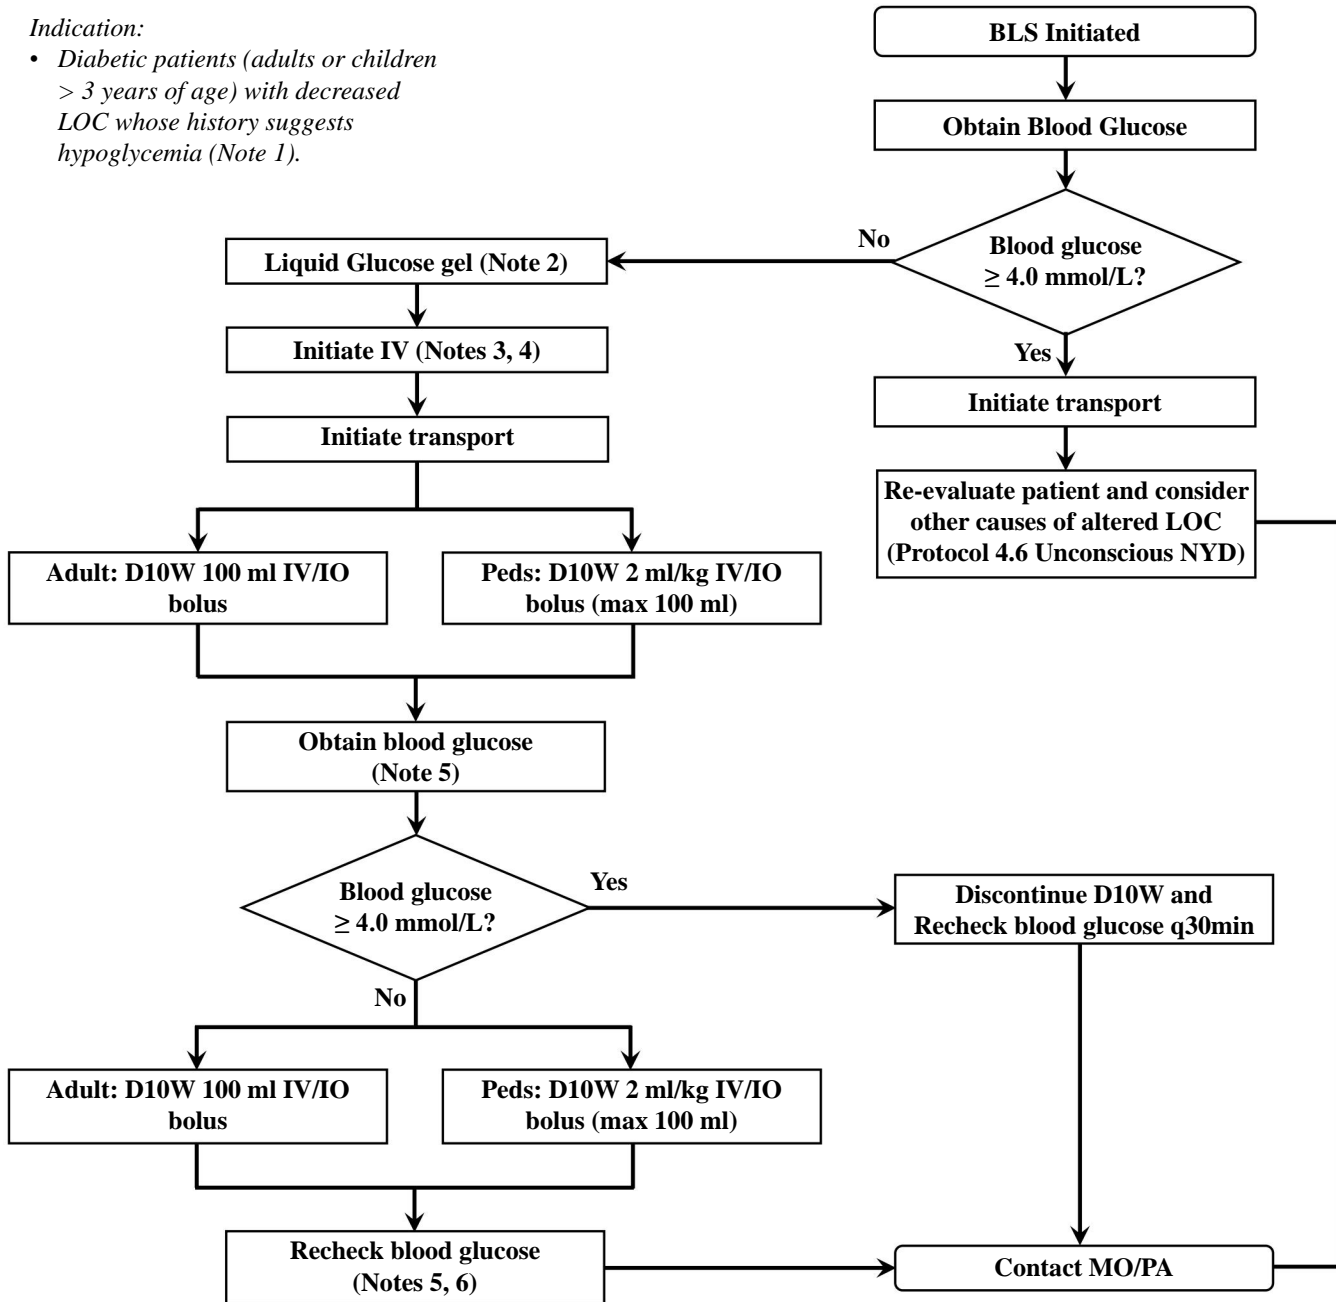 Indication:
• Diabetic patients (adults or children
> 3 years of age) with decreased
LOC whose history suggests
hypoglycemia (Note 1).
BLS Initiated
Obtain Blood Glucose
Blood glucose
≥ 4.0 mmol/L?
No
Yes
Liquid Glucose gel (Note 2)
Initiate IV (Notes 3, 4)
Initiate transport
Initiate transport
Re-evaluate patient and consider
other causes of altered LOC
(Protocol 4.6 Unconscious NYD)
Adult: D10W 100 ml IV/IO
bolus
Peds: D10W 2 ml/kg IV/IO
bolus (max 100 ml)
Obtain blood glucose
(Note 5)
Blood glucose
≥ 4.0 mmol/L?
Yes
No
Discontinue D10W and
Recheck blood glucose q30min
Adult: D10W 100 ml IV/IO
bolus
Peds: D10W 2 ml/kg IV/IO
bolus (max 100 ml)
Recheck blood glucose
(Notes 5, 6)
Contact MO/PA